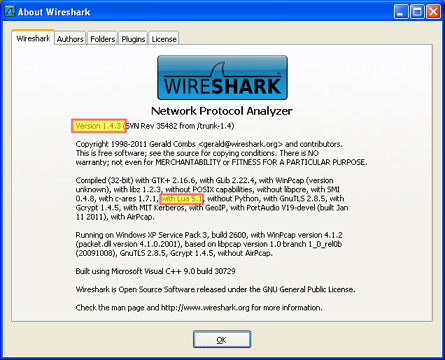 About Wireshark
Wireshark Authors Folders Plugins License
WIRESHARK
Network Protocol Analyzer
Version 1.4.3 (SVN Rev 35482 from /trunk-1.4)
Copyright 1998-2011 Gerald Combs <gerald@wireshark.org> and contributors.
This is free software; see the source for copying conditions. There is NO
warranty; not even for MERCHANTABILITY or FITNESS FOR A PARTICULAR PURPOSE.
Compiled (32-bit) with GTK+ 2.16.6, with GLib 2.22.4, with WinPcap (version
unknown), with libz 1.2.3, without POSIX capabilities, without libpcre, with SMI
0.4.8, with c-ares 1.7.1, with Lua 5.1, without Python, with GnuTLS 2.8.5, with
Gcrypt 1.4.5, with MIT Kerberos, with GeoIP, with PortAudio V19-devel (built Jan
11 2011), with AirPcap.
Running on Windows XP Service Pack 3, build 2600, with WinPcap version 4.1.2
(packet.dll version 4.1.0.2001), based on libpcap version 1.0 branch 1_0_rel0b
(20091008), GnuTLS 2.8.5, Gcrypt 1.4.5, without AirPcap.
Built using Microsoft Visual C++ 9.0 build 30729
Wireshark is Open Source Software released under the GNU General Public License.
Check the man page and http://www.wireshark.org for more information.
OK